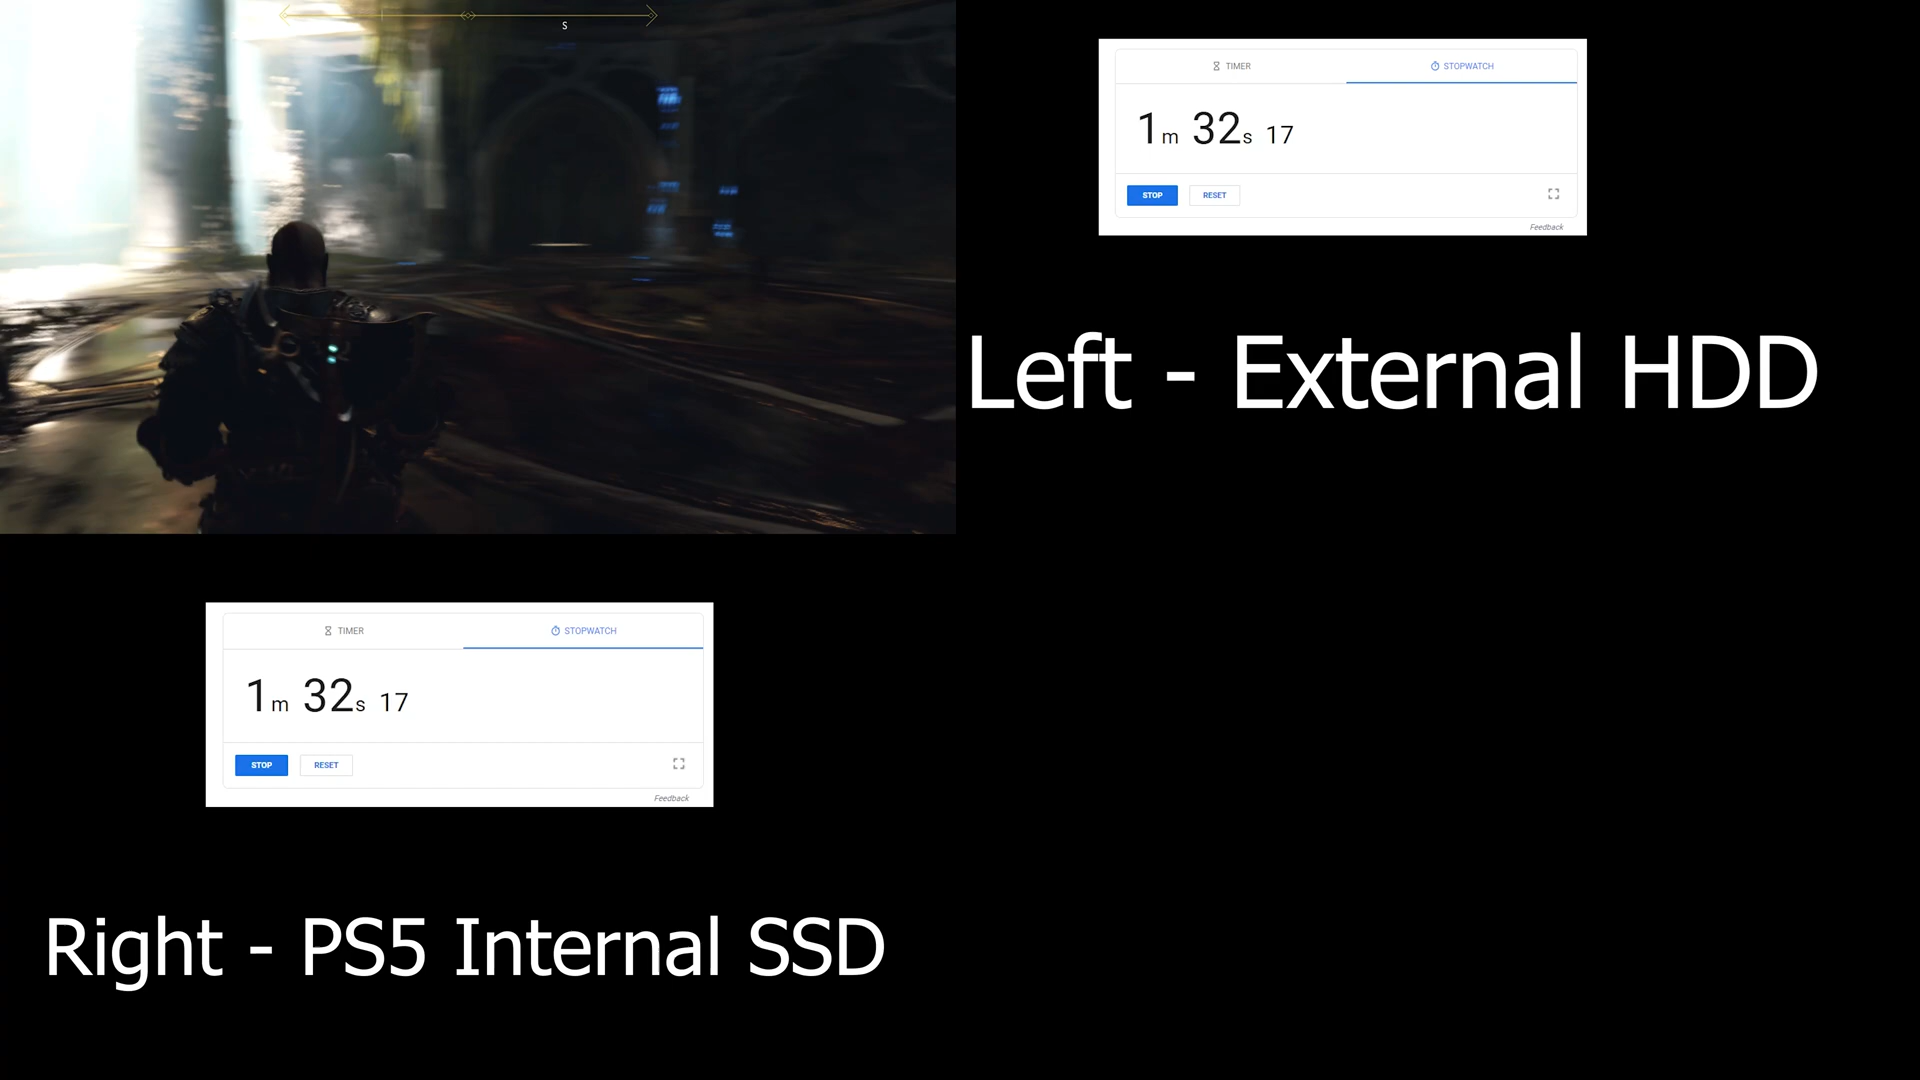 S
TIMER
STOPWATCH
1m 32s 17
STOP
RESET
Feedback
Left - External HDD
TIMER
STOPWATCH
1m 32s 17
STOP
RESET
Feedback
Right - PS5 Internal SSD